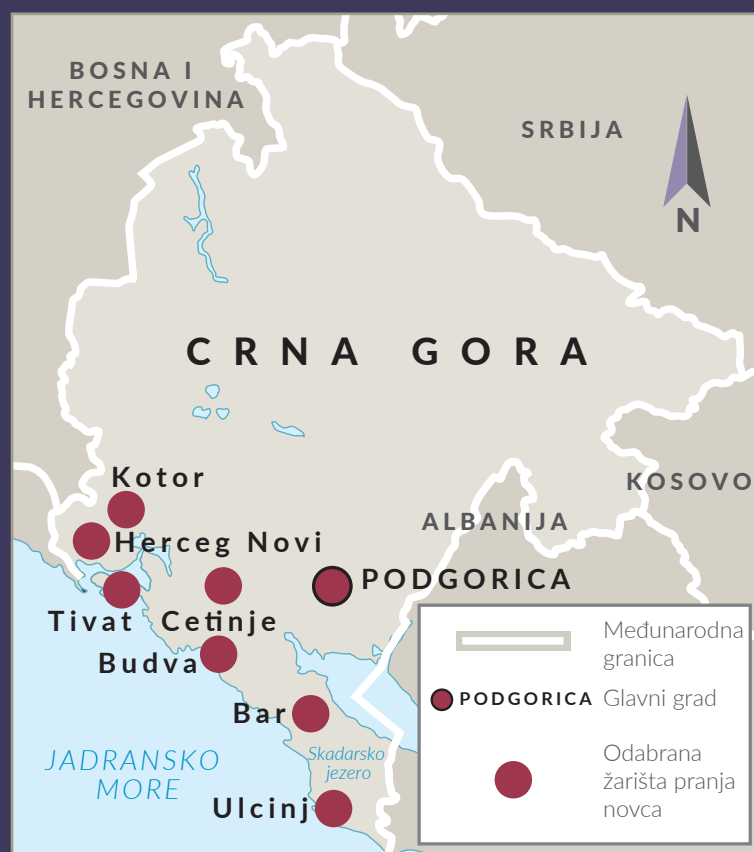 BOSNA I
HERCEGOVINA
SRBIJA
N
CRNA GORA
Kotor
KOSOVO
ALBANIJA
Herceg Novi
PODGORICA
Tivat
Cetinje
Budva
Bar
JADRANSKO
MORE
Skadarsko
jezero
Ulcinj
Međunarodna
granica
PODGORICA
Glavni grad
Odabrana
žarišta pranja
novca